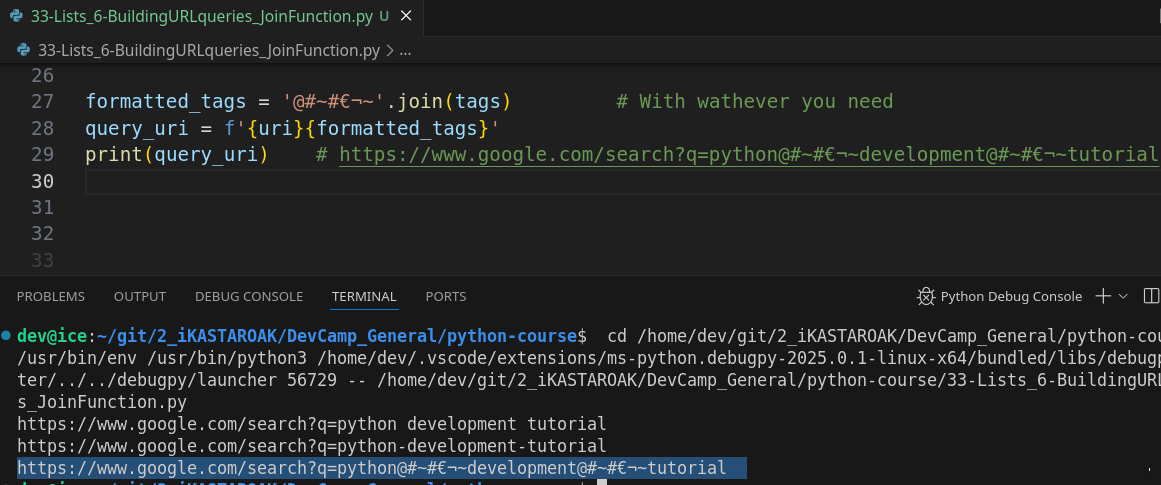 33-Lists_6-BuildingURLqueries_JoinFunction.py U
33-Lists_6-BuildingURLqueries_JoinFunction.py > ...
26
27 formatted_tags = '@#~#€¬~'.join(tags) # With wathever you need
28 query_uri = f'{uri}{formatted_tags}'
29 print(query_uri) # https://www.google.com/search?q=python@#~#€¬~development@#~#€¬~tutorial
30
31
32
33
PROBLEMS OUTPUT DEBUG CONSOLE TERMINAL PORTS Python Debug Console
dev@ice:~/git/2_iKASTAROAK/DevCamp_General/python-course$ cd /home/dev/git/2_iKASTAROAK/DevCamp_General/python-cou
/usr/bin/env /usr/bin/python3 /home/dev/.vscode/extensions/ms-python.debugpy-2025.0.1-linux-x64/bundled/libs/debugp
ter/../../debugpy/launcher 56729 -- /home/dev/git/2_iKASTAROAK/DevCamp_General/python-course/33-Lists_6-BuildingURL
s_JoinFunction.py
https://www.google.com/search?q=python development tutorial
https://www.google.com/search?q=python-development-tutorial
https://www.google.com/search?q=python@#~#€¬~development@#~#€¬~tutorial